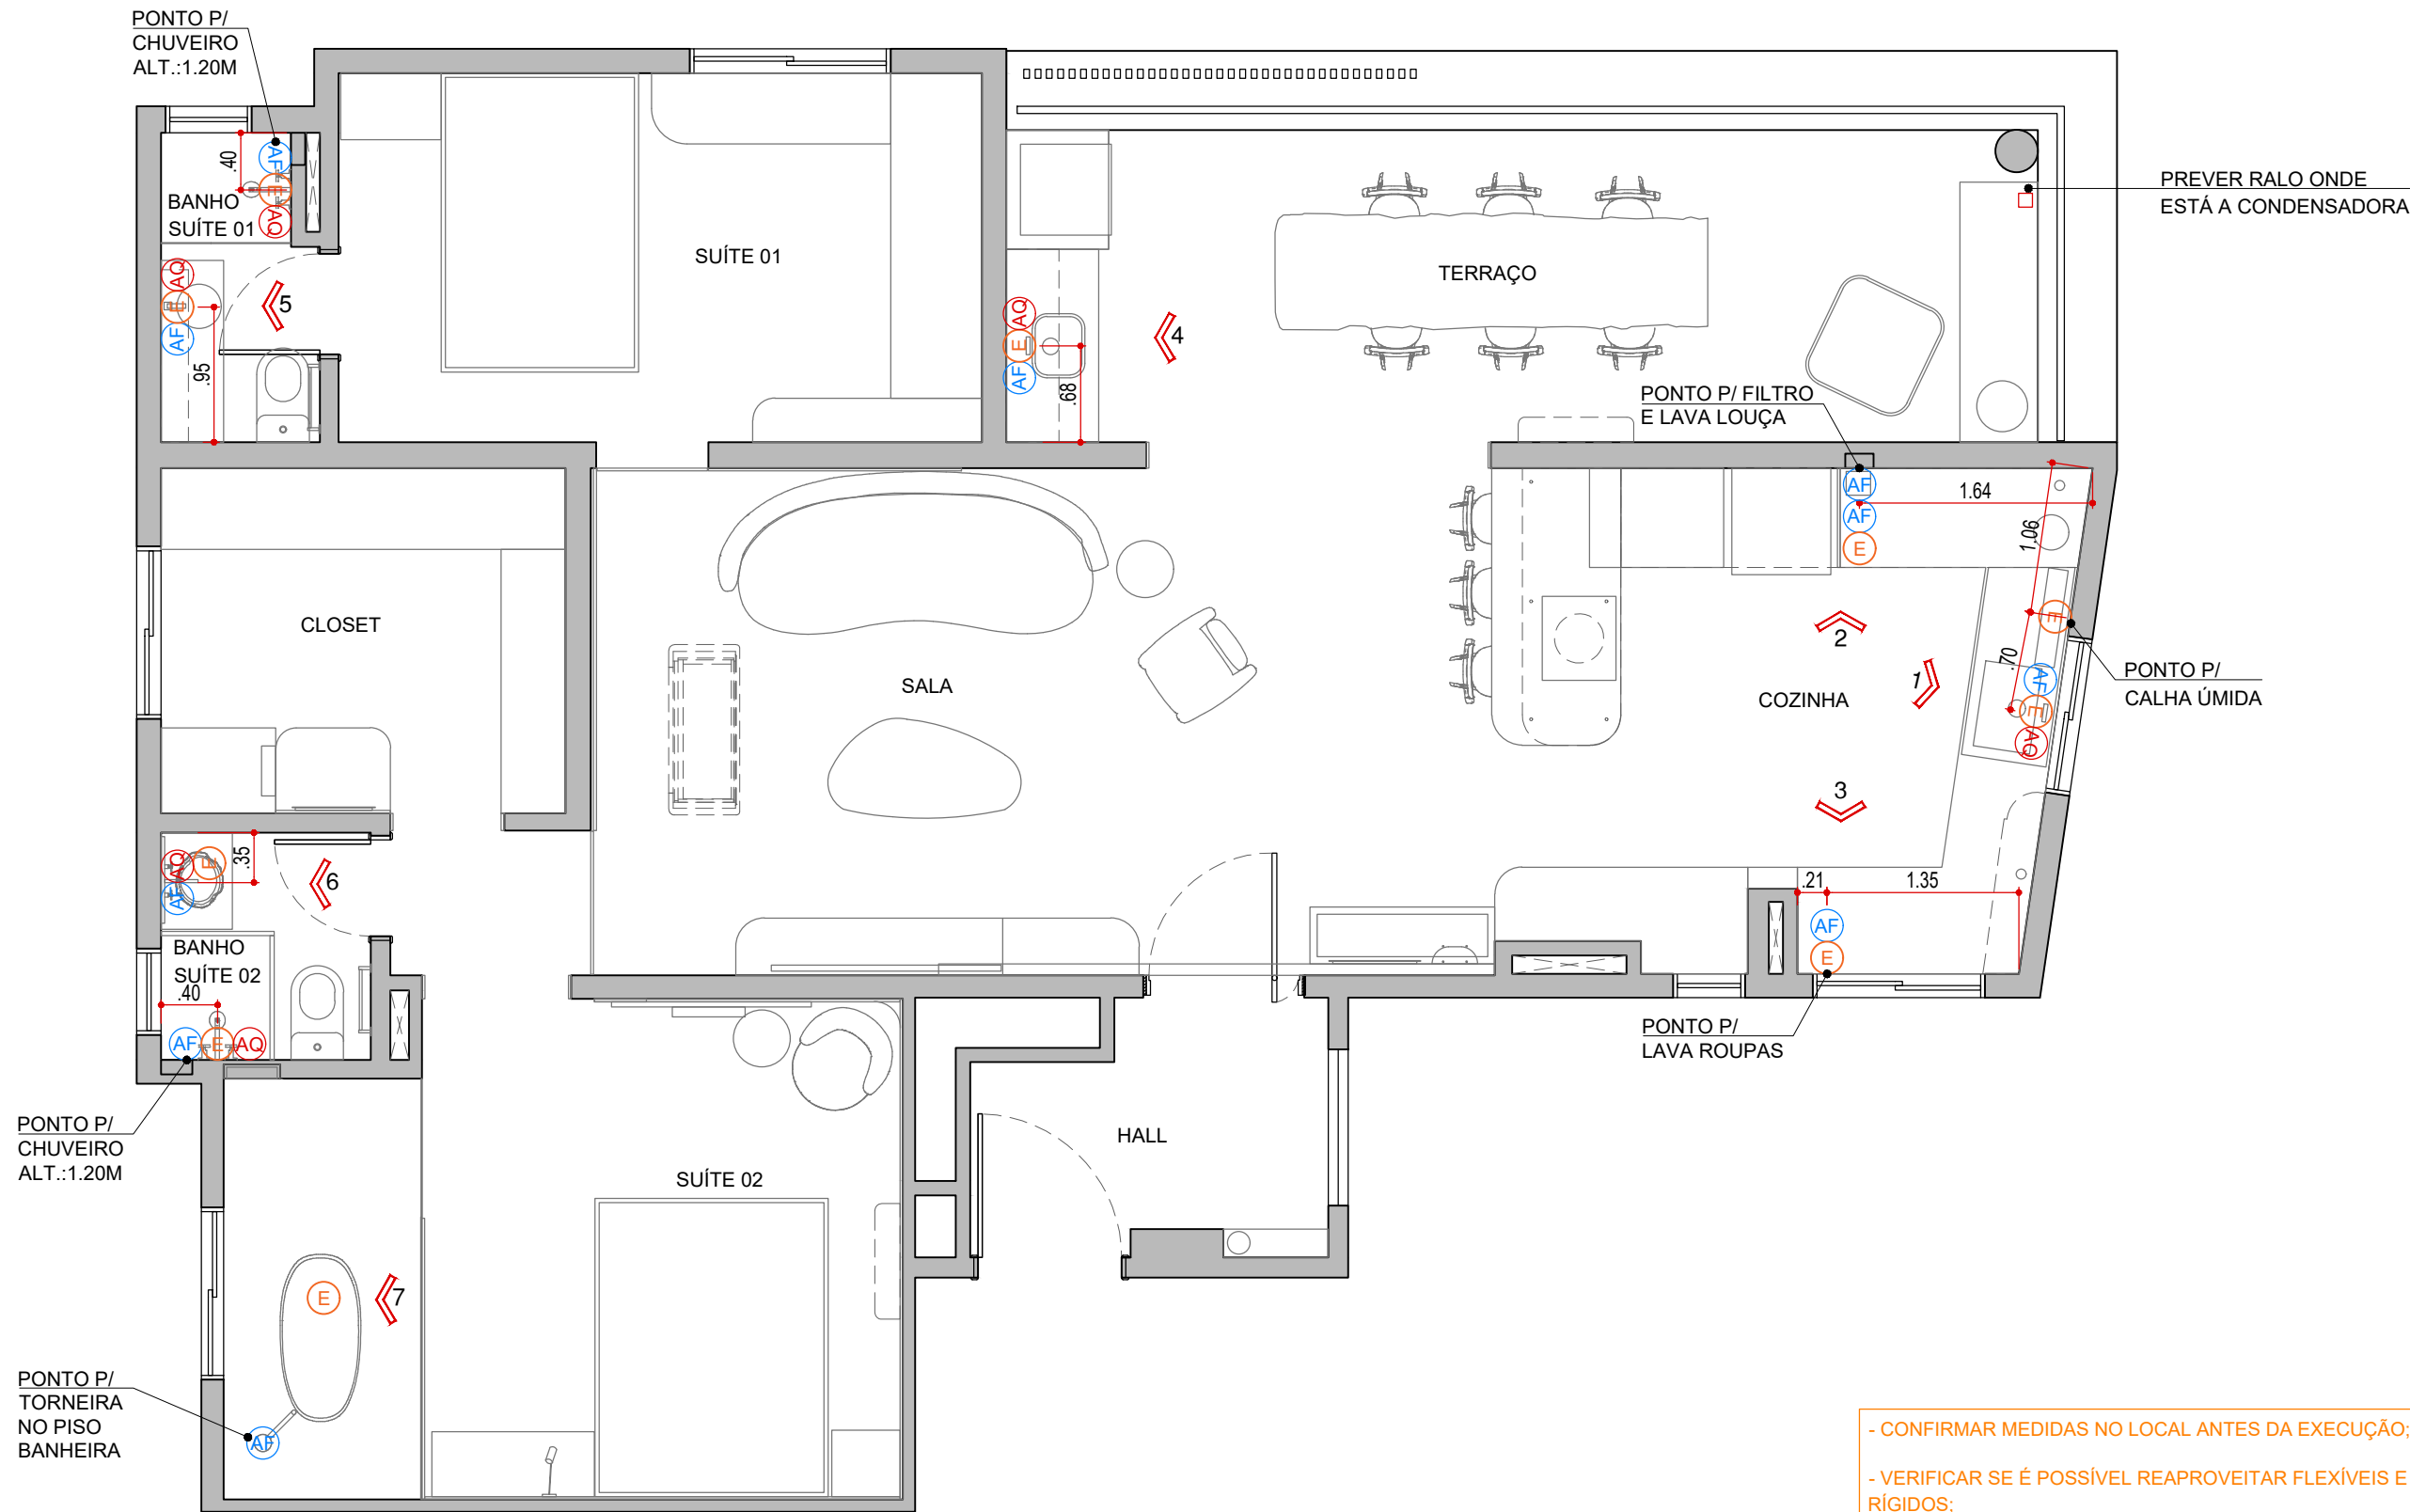 PONTO P/
CHUVEIRO
ALT.:1.20M
.40
AF
E
AQ
BANHO
SUÍTE 01
AQ
E
AF
.95
5
SUÍTE 01
AQ
E
AF
.68
4
TERRAÇO
PREVER RALO ONDE
ESTÁ A CONDENSADORA
PONTO P/ FILTRO
E LAVA LOUÇA
AF
AF
E
1.64
1.06
E
.70
AF
E
AQ
PONTO P/
CALHA ÚMIDA
2
1
COZINHA
3
CLOSET
SALA
AQ
E
AF
.35
6
BANHO
SUÍTE 02
.40
AF
E
AQ
.21
1.35
AF
E
PONTO P/
LAVA ROUPAS
PONTO P/
CHUVEIRO
ALT.:1.20M
HALL
SUÍTE 02
E
7
PONTO P/
TORNEIRA
NO PISO
BANHEIRA
AF
- CONFIRMAR MEDIDAS NO LOCAL ANTES DA EXECUÇÃO;
- VERIFICAR SE É POSSÍVEL REAPROVEITAR FLEXÍVEIS E
RÍGIDOS;